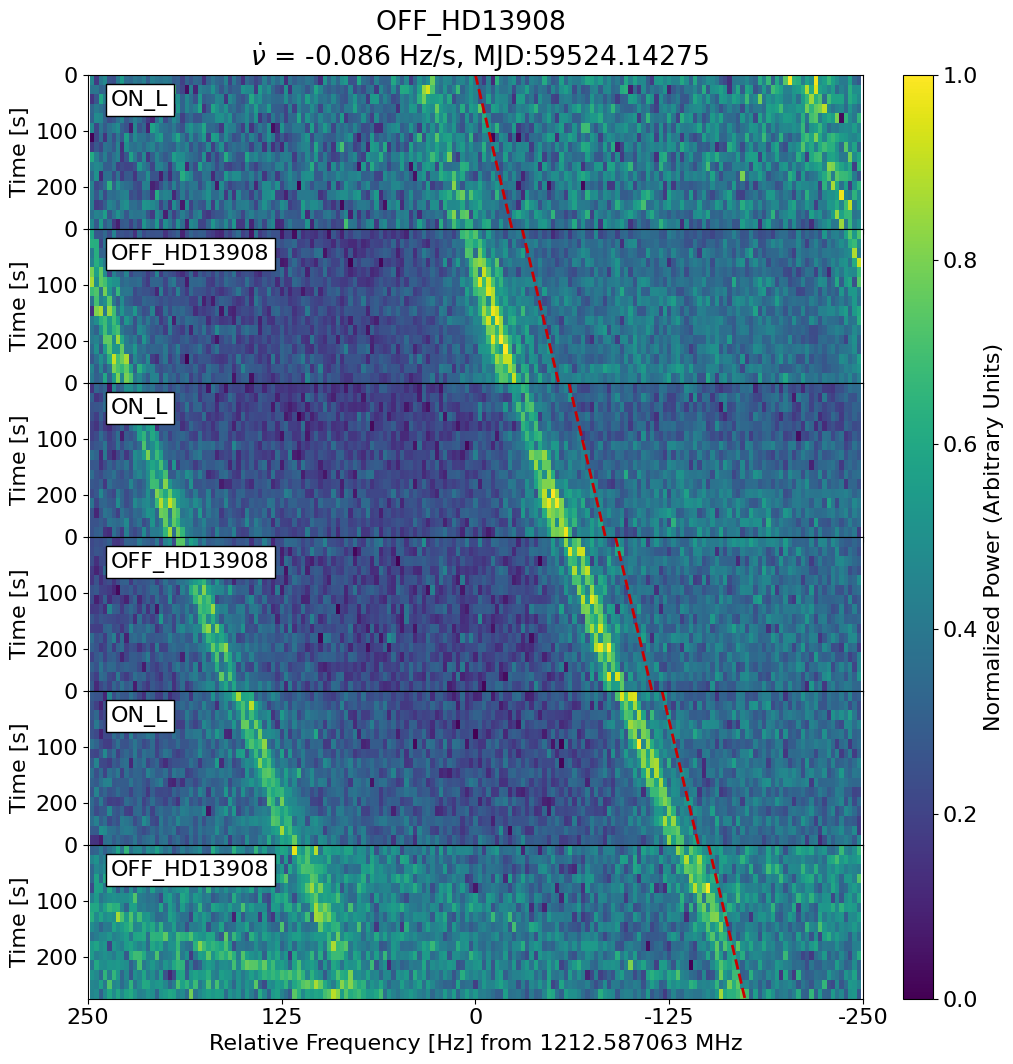 OFF_HD13908
ν̇ = -0.086 Hz/s, MJD:59524.14275
0
ON_L
100
200
Time [s]
0
OFF_HD13908
100
200
Time [s]
0
ON_L
100
200
Time [s]
0
OFF_HD13908
100
200
Time [s]
0
ON_L
100
200
Time [s]
0
OFF_HD13908
100
200
Time [s]
250 125 0 -125 -250
Relative Frequency [Hz] from 1212.587063 MHz
1.0
0.8
0.6
0.4
0.2
0.0
Normalized Power (Arbitrary Units)